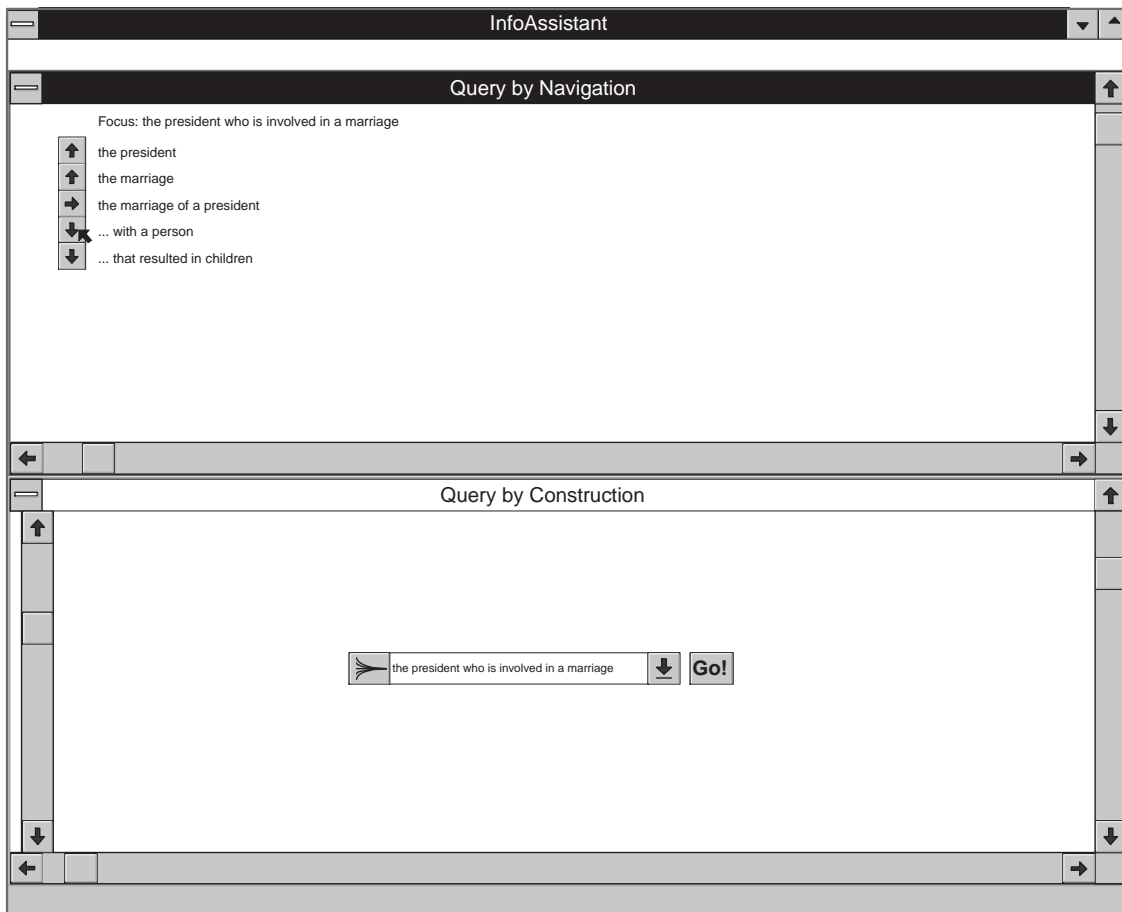 InfoAssistant
Query by Navigation
Focus: the president who is involved in a marriage
the president
the marriage
the marriage of a president
... with a person
... that resulted in children
Query by Construction
the president who is involved in a marriage
Go!